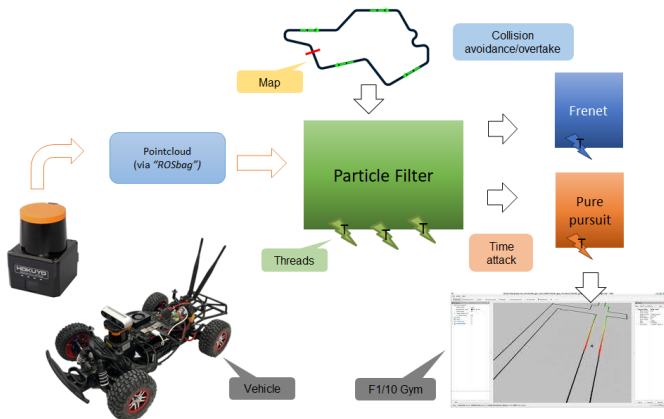 Collision
avoidance/overtake
Map
Frenet
T
Pointcloud
(via "ROSbag")
Particle Filter
T
T
T
Pure
pursuit
T
Threads
Time
attack
HOKUYO
Vehicle
F1/10 Gym